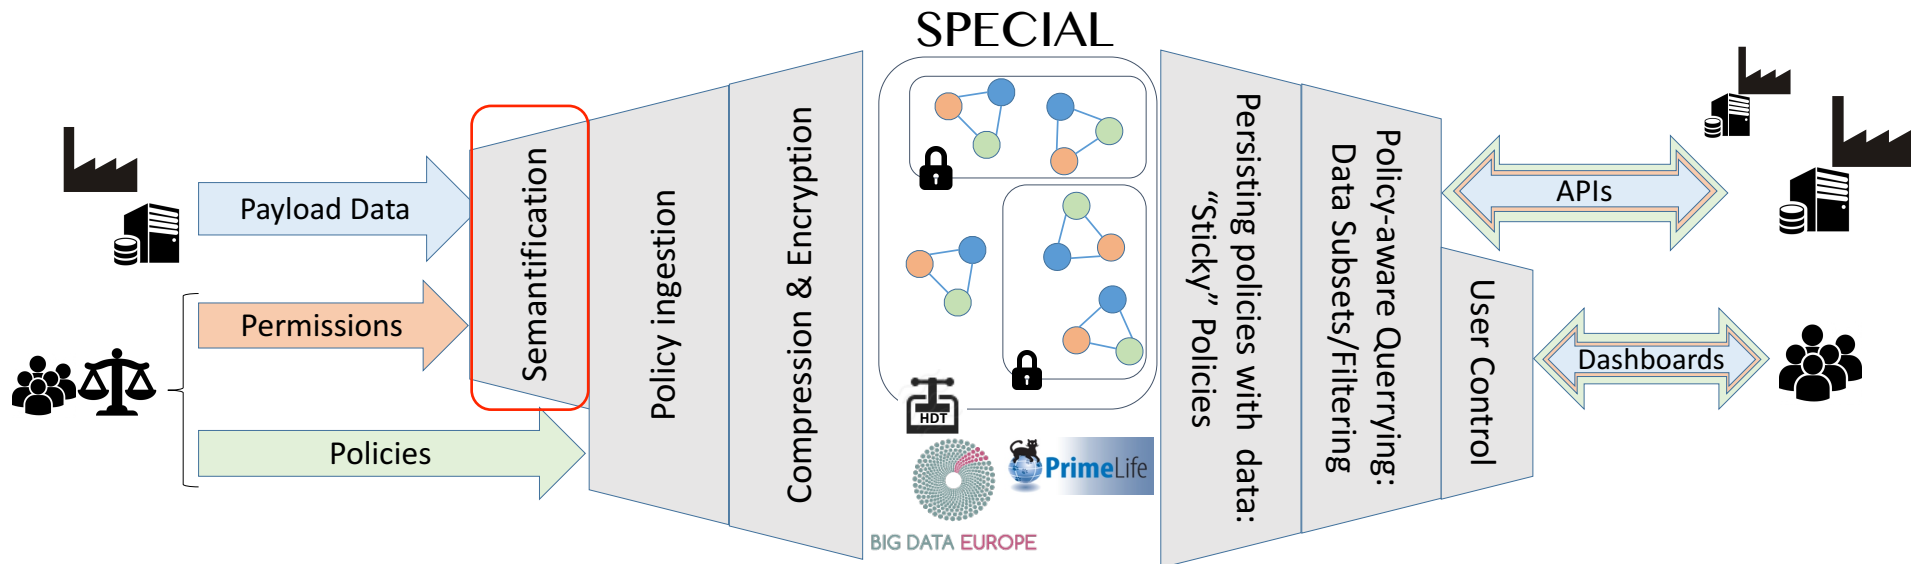 SPECIAL
Payload Data
Permissions
Policies
Semantification
Policy ingestion
Compression & Encryption
HDT
BIG DATA EUROPE
PrimeLife
Persisting policies with data:
“Sticky” Policies
Policy-aware Querrying:
Data Subsets/Filtering
User Control
APIs
Dashboards